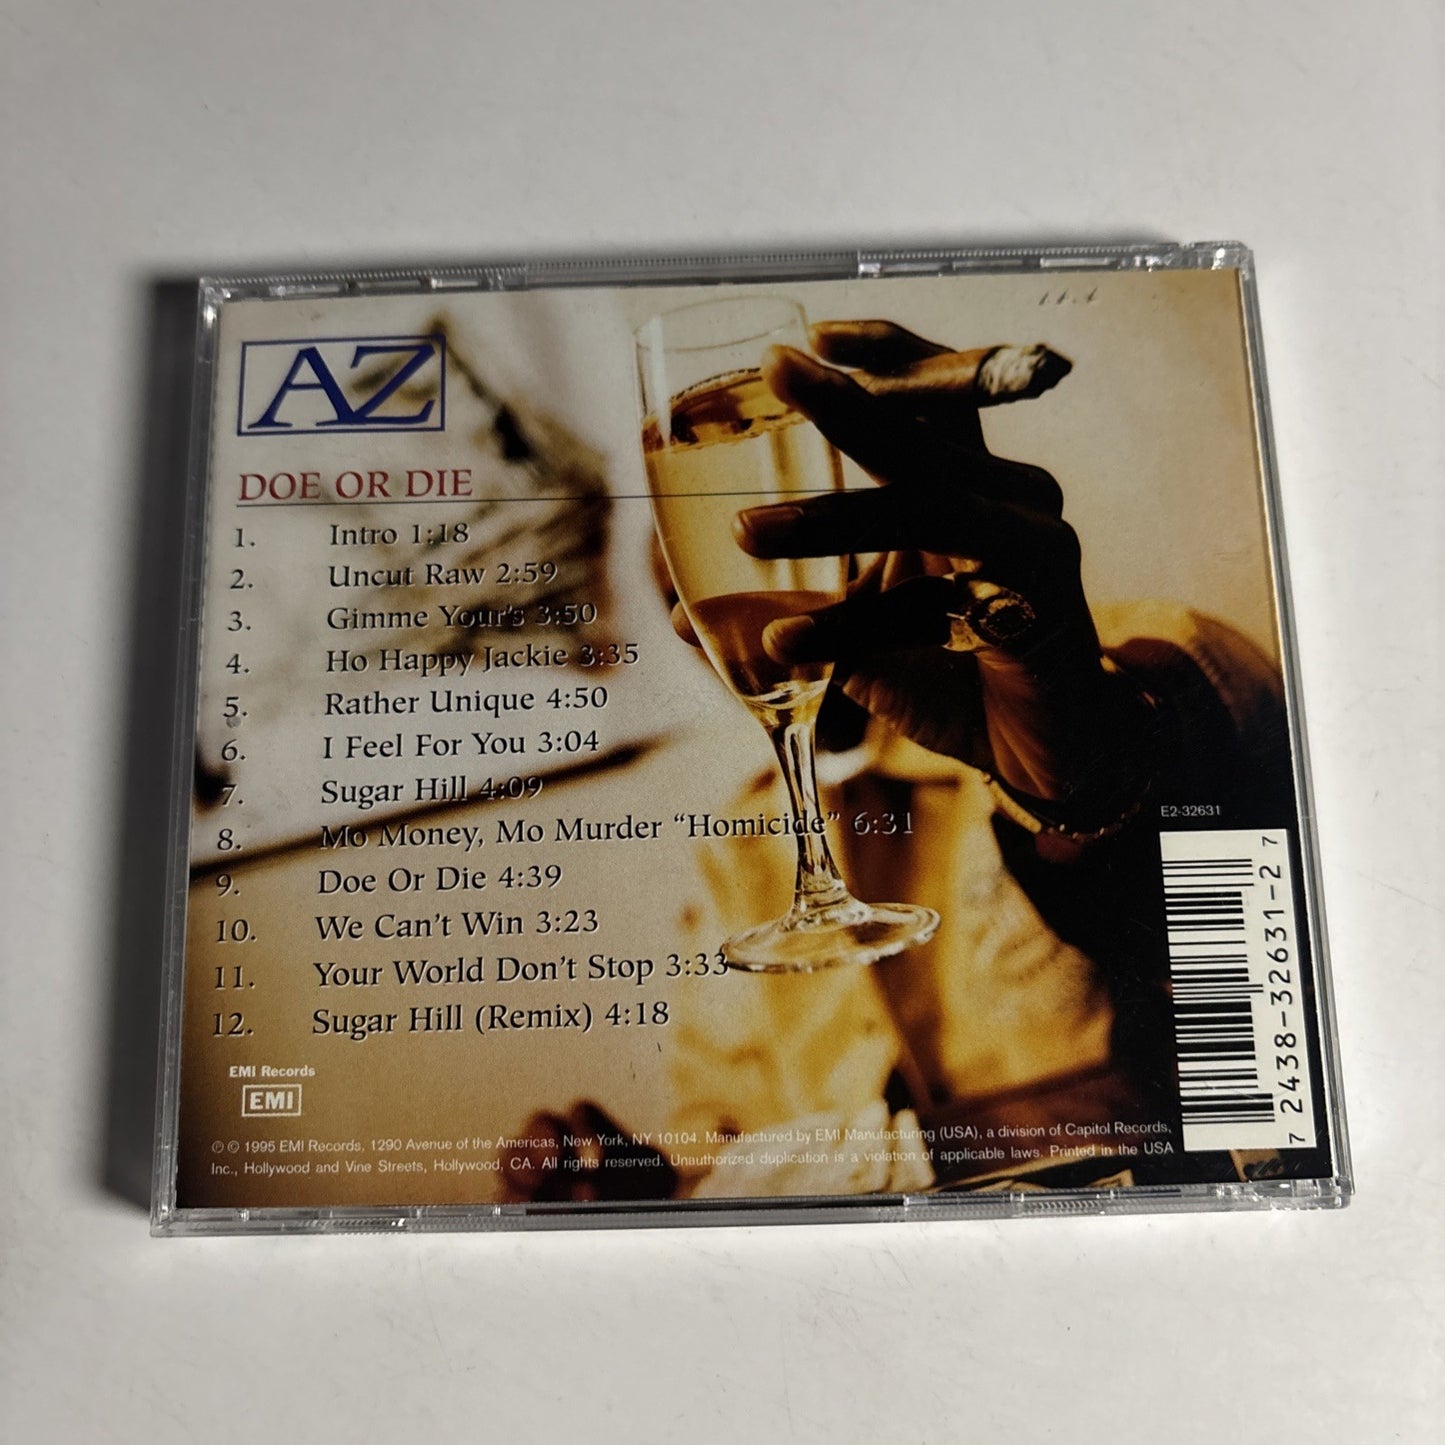 AZ
DOE OR DIE
1. Intro 1:18
2. Uncut Raw 2:59
3. Gimme Your's 3:50
4. Ho Happy Jackie 3:35
5. Rather Unique 4:50
6. I Feel For You 3:04
7. Sugar Hill 4:09
8. Mo Money, Mo Murder “Homicide” 6:31
9. Doe Or Die 4:39
10. We Can't Win 3:23
11. Your World Don't Stop 3:33
12. Sugar Hill (Remix) 4:18
E2-32631
7 2438-32631-2 7
EMI Records
EMI
℗ © 1995 EMI Records, 1290 Avenue of the Americas, New York, NY 10104. Manufactured by EMI Manufacturing (USA), a division of Capitol Records,
Inc., Hollywood and Vine Streets, Hollywood, CA. All rights reserved. Unauthorized duplication is a violation of applicable laws. Printed in the USA